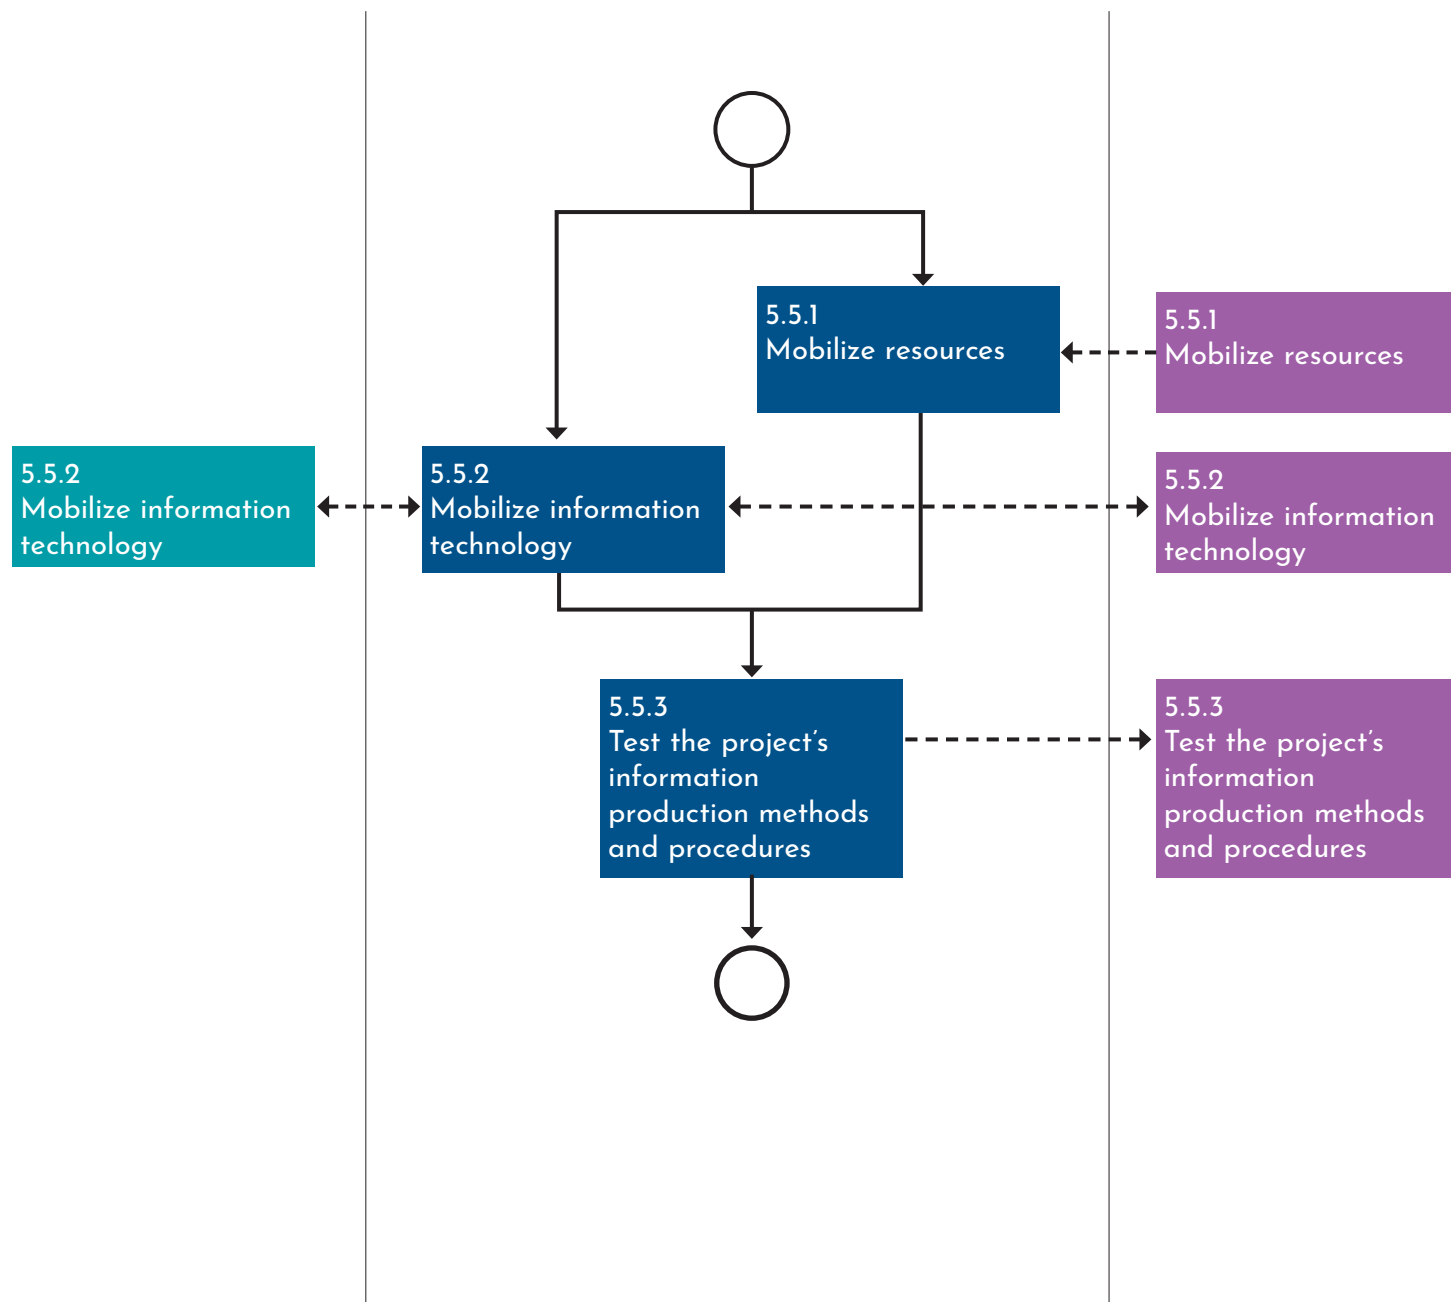 5.5.1
Mobilize resources
5.5.1
Mobilize resources
5.5.2
Mobilize information
technology
5.5.2
Mobilize information
technology
5.5.2
Mobilize information
technology
5.5.3
Test the project’s
information
production methods
and procedures
5.5.3
Test the project’s
information
production methods
and procedures